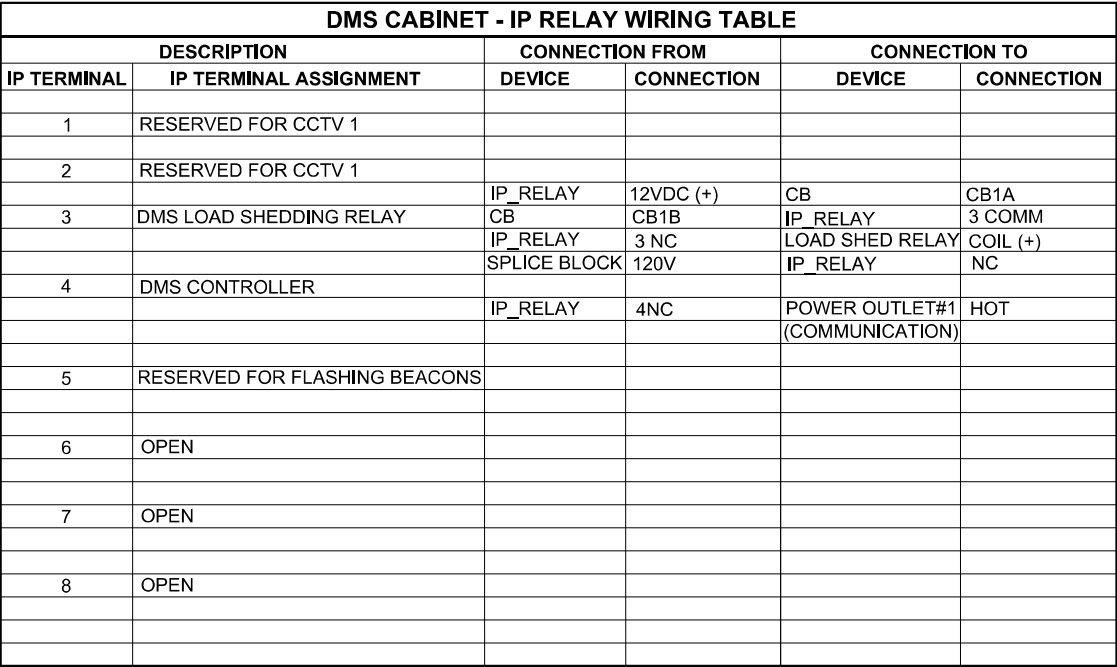 DMS CABINET - IP RELAY WIRING TABLE
DESCRIPTION CONNECTION FROM CONNECTION TO
IP TERMINAL IP TERMINAL ASSIGNMENT DEVICE CONNECTION DEVICE CONNECTION
1 RESERVED FOR CCTV 1
2 RESERVED FOR CCTV 1
IP_RELAY 12VDC (+) CB CB1A
3 DMS LOAD SHEDDING RELAY CB CB1B IP_RELAY 3 COMM
IP_RELAY 3 NC LOAD SHED RELAY COIL (+)
SPLICE BLOCK 120V IP_RELAY NC
4 DMS CONTROLLER
IP_RELAY 4NC POWER OUTLET#1 HOT
(COMMUNICATION)
5 RESERVED FOR FLASHING BEACONS
6 OPEN
7 OPEN
8 OPEN